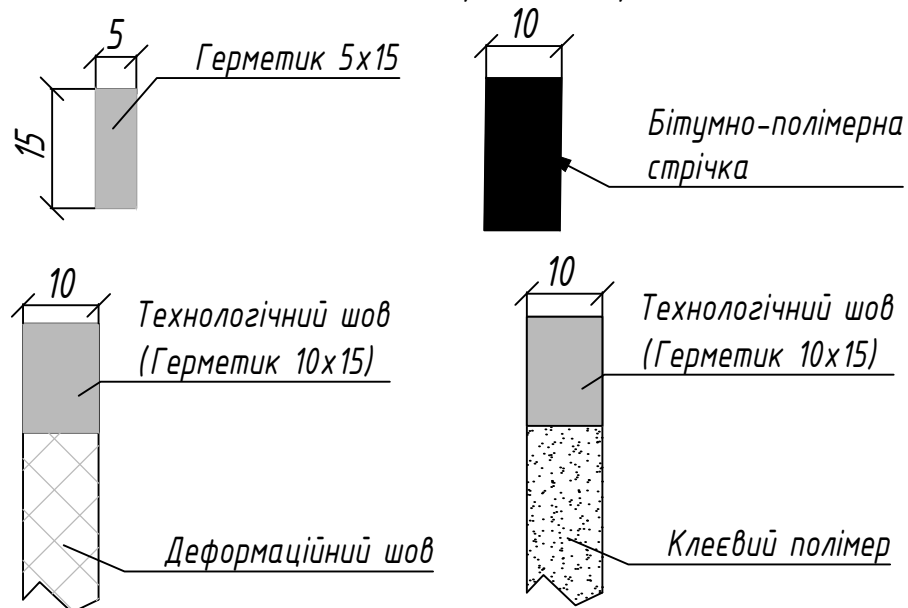 5
Герметик 5х15
15
10
Бітумно-полімерна
стрічка
10
Технологічний шов
(Герметик 10х15)
Деформаційний шов
10
Технологічний шов
(Герметик 10х15)
Клеєвий полімер